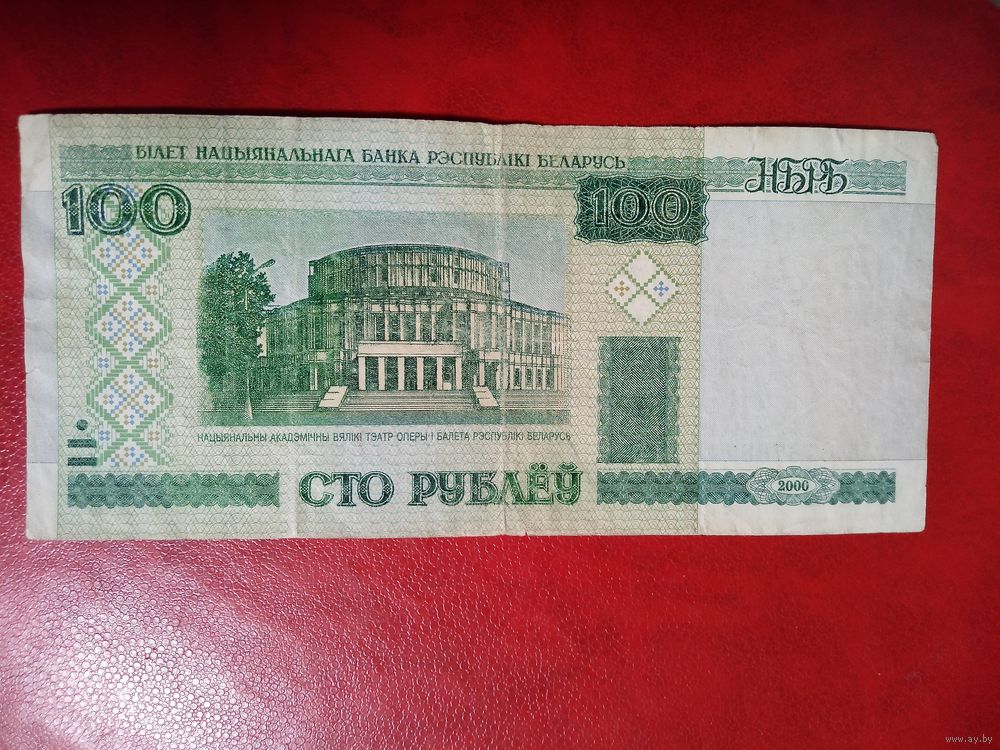 БІЛЕТ НАЦЫЯНАЛЬНАГА БАНКА РЭСПУБЛІКІ БЕЛАРУСЬ
НБРБ
100
100
НАЦЫЯНАЛЬНЫ АКАДЭМІЧНЫ ВЯЛІКІ ТЭАТР ОПЕРЫ І БАЛЕТА РЭСПУБЛІКІ БЕЛАРУСЬ
СТО РУБЛЁЎ
2000
www.ay.by